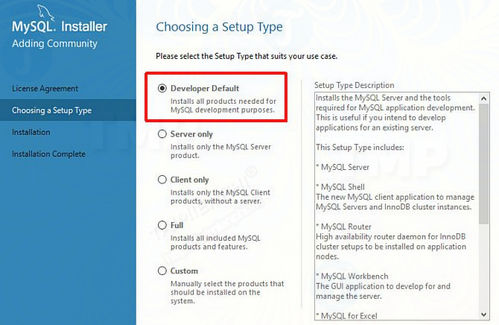 MySQL. Installer
Adding Community
License Agreement
Choosing a Setup Type
Installation
Installation Complete
Choosing a Setup Type
Please select the Setup Type that suits your use case.
Developer Default
Installs all products needed for
MySQL development purposes.
Server only
Installs only the MySQL Server
product.
Client only
Installs only the MySQL Client
products, without a server.
Full
Installs all included MySQL
products and features.
Custom
Manually select the products that
should be installed on the
system.
Setup Type Description
Installs the MySQL Server and the tools
required for MySQL application development.
This is useful if you intend to develop
applications for an existing server.
This Setup Type includes:
* MySQL Server
* MySQL Shell
The new MySQL client application to manage
MySQL Servers and InnoDB cluster instances.
* MySQL Router
High availability router daemon for InnoDB
cluster setups to be installed on application
nodes.
* MySQL Workbench
The GUI application to develop for and
manage the server.
* MySQL for Excel